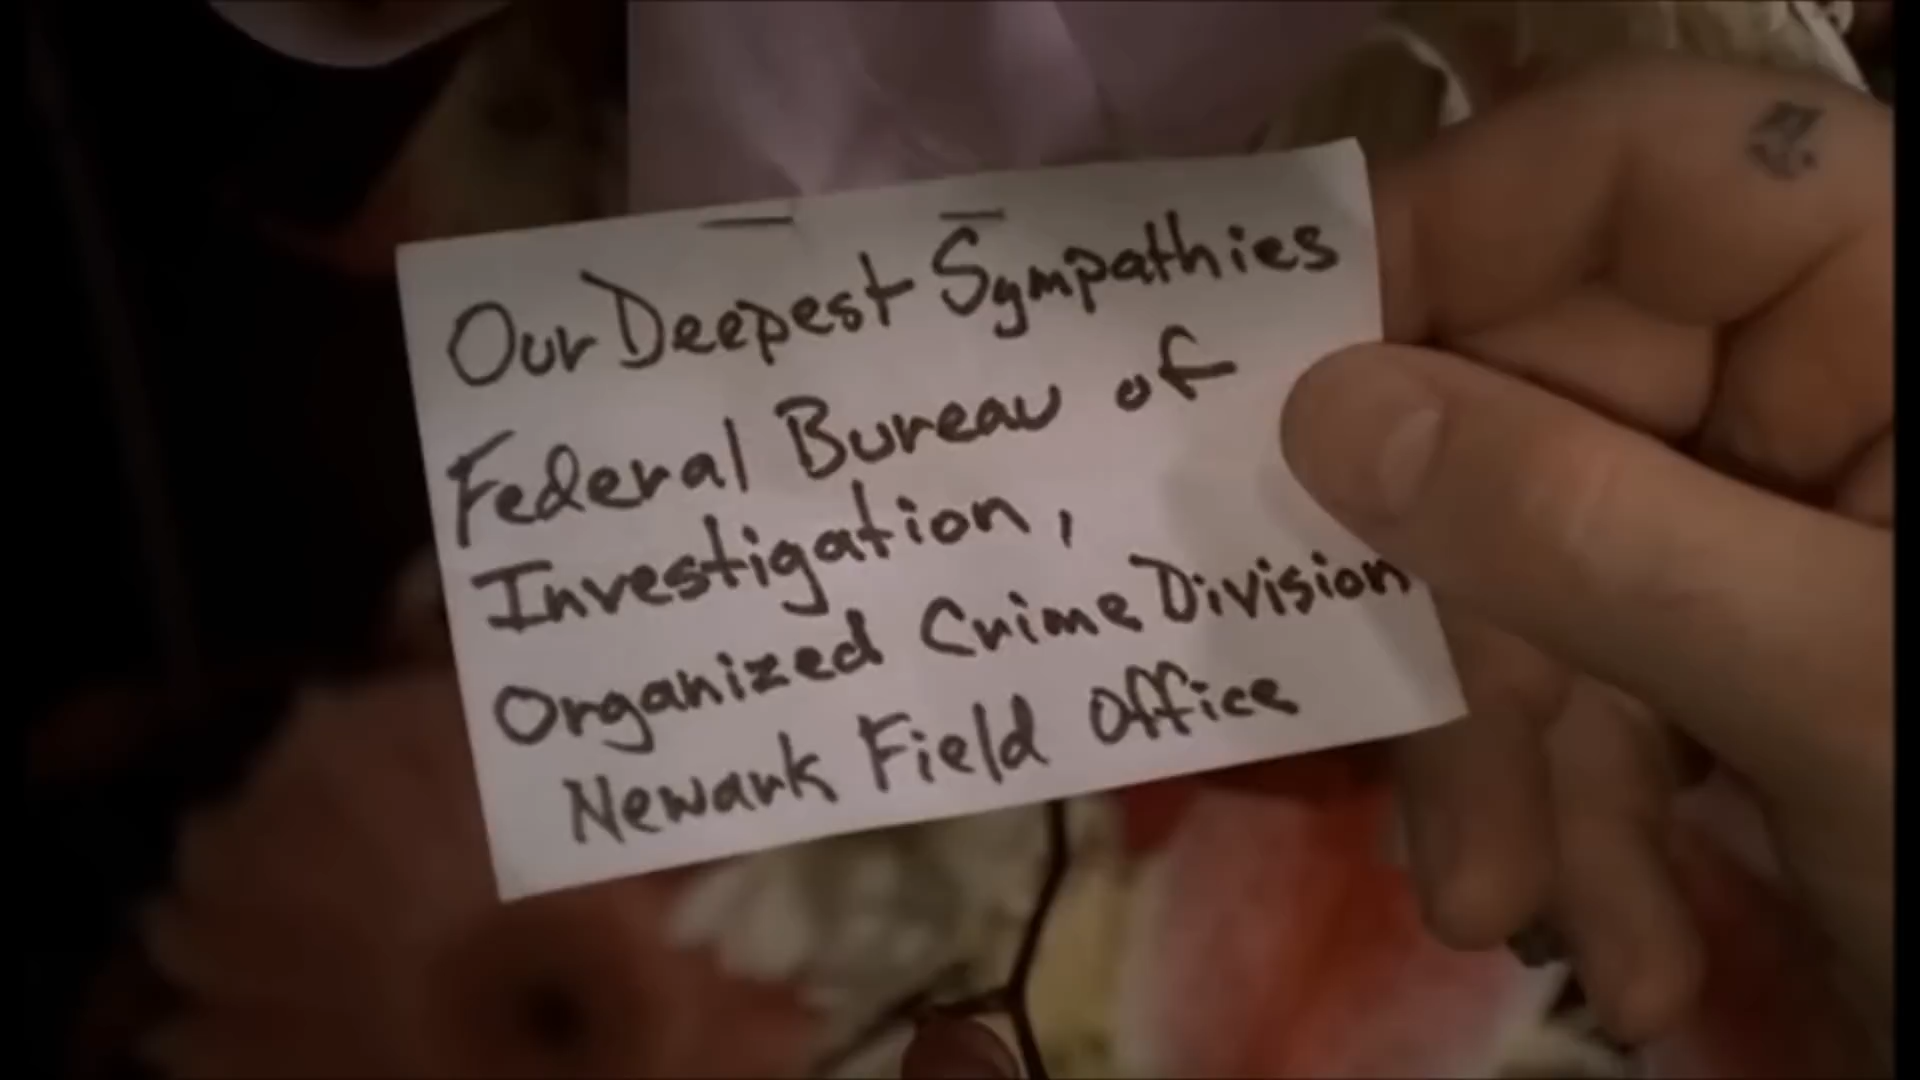 Our Deepest Sympathies
Federal Bureau of
Investigation,
Organized Crime Division
Newark Field Office